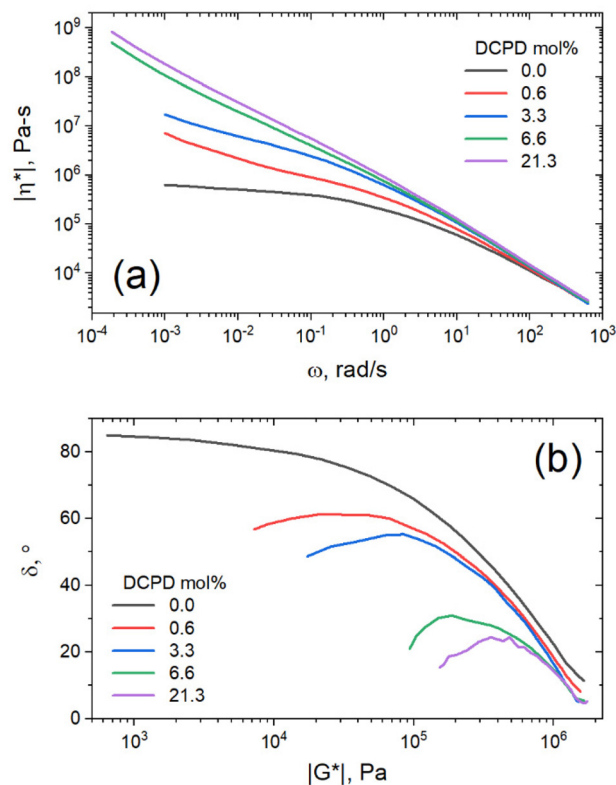 10⁹
10⁸
10⁷
10⁶
10⁵
10⁴
|η*|, Pa-s
DCPD mol%
0.0
0.6
3.3
6.6
21.3
(a)
10⁻⁴ 10⁻³ 10⁻² 10⁻¹ 10⁰ 10¹ 10² 10³
ω, rad/s
(b)
80
60
40
20
0
δ, °
DCPD mol%
0.0
0.6
3.3
6.6
21.3
10³ 10⁴ 10⁵ 10⁶
|G*|, Pa